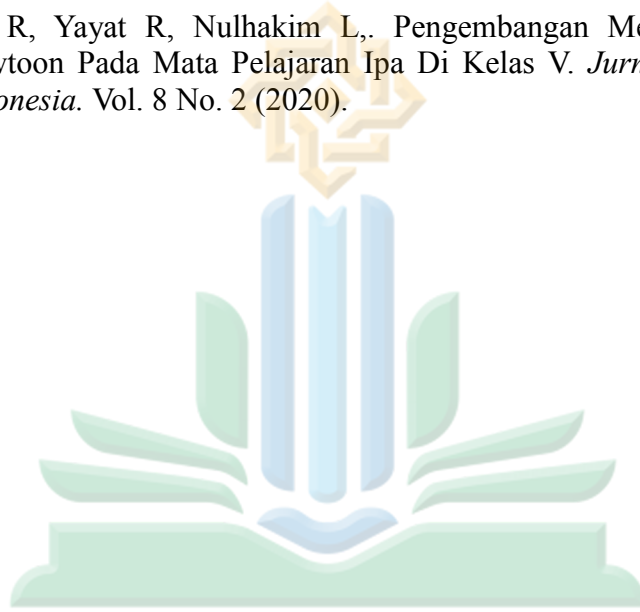 R, Yayat R, Nulhakim L,. Pengembangan Me
ytoon Pada Mata Pelajaran Ipa Di Kelas V. Jurn
onesia. Vol. 8 No. 2 (2020).